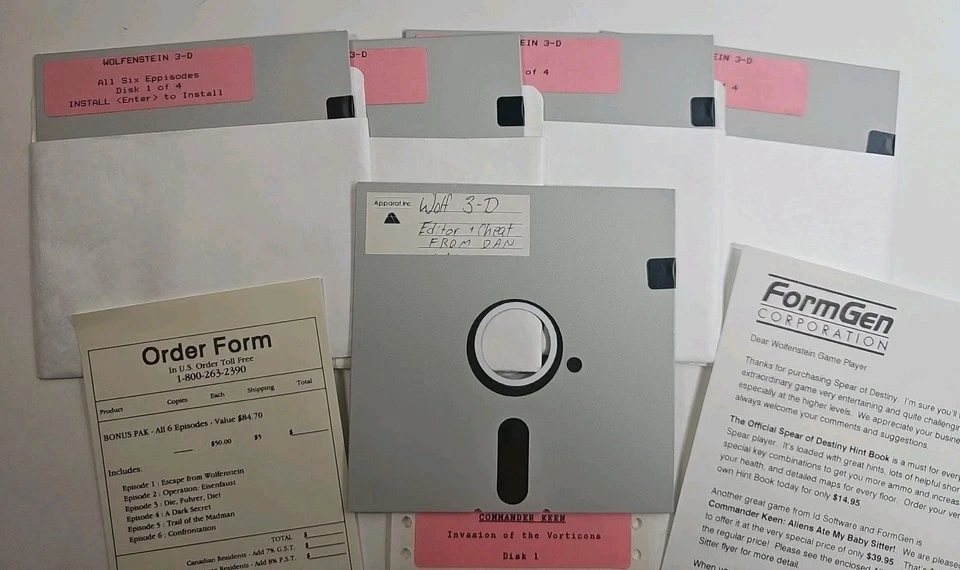 WOLFENSTEIN 3-D
All Six Eppisodes
Disk 1 of 4
INSTALL <Enter> to Install
3-D
EIN 3-D
of 4
EIN 3-D
4
Apparat.Inc
Wolf 3-D
Editor + Cheat
FROM DAN
Order Form
In U.S. Order Toll Free
1-800-263-2390
Product Copies Each Shipping Total
BONUS PAK - All 6 Episodes - Value $84.70
$50.00 $5 $
Includes:
Episode 1 : Escape from Wolfenstein
Episode 2 : Operation: Eisenfaust
Episode 3 : Die, Fuhrer, Die!
Episode 4 : A Dark Secret
Episode 5 : Trail of the Madman
Episode 6 : Confrontation
TOTAL $
Canadian Residents - Add 7% G.S.T. $
Residents - Add 8% P.S.T.
COMMANDER KEEN
Invasion of the Vorticons
Disk 1
FORMGEN
CORPORATION
Dear Wolfenstein Game Player
Thanks for purchasing Spear of Destiny. I'm sure you'll
extraordinary game very entertaining and quite challenging
especially at the higher levels. We appreciate your
always welcome your comments and suggestions.
The Official Spear of Destiny Hint Book is a must for
Spear player. It's loaded with great hints, lots of helpful
special key combinations to get you more ammo and
your health, and detailed maps for every floor. Order your
own Hint Book today for only $14.95
Another great game from Id Software and FormGen is
Commander Keen: Aliens Ate My Baby Sitter! We are
to offer it at the very special price of only $39.95
the regular price! Please see the enclosed
Sitter flyer for more detail.
When